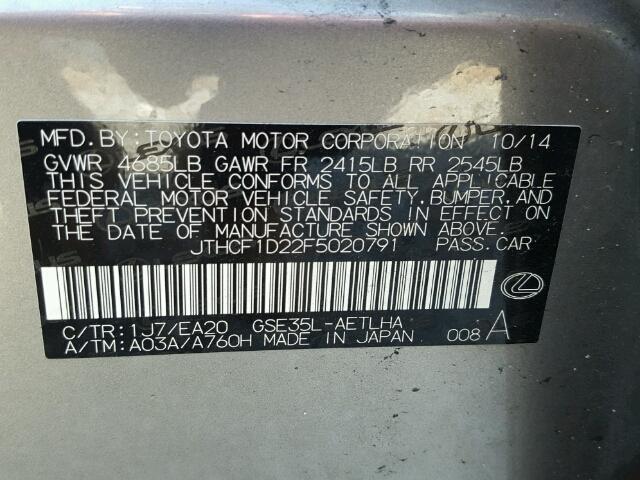 MFD.BY:TOYOTA MOTOR CORPORATION 10/14
GVWR 4685LB GAWR FR 2415LB RR 2545LB
THIS VEHICLE CONFORMS TO ALL APPLICABLE
FEDERAL MOTOR VEHICLE SAFETY,BUMPER,AND
THEFT PREVENTION STANDARDS IN EFFECT
ON THE DATE OF MANUFACTURE SHOWN ABOVE.
JTHCF1D22F5020791 PASS.CAR
C/TR:1J7/EA20 GSE35L-AETLHA
A/TM:A03A/A760H MADE IN JAPAN 008A